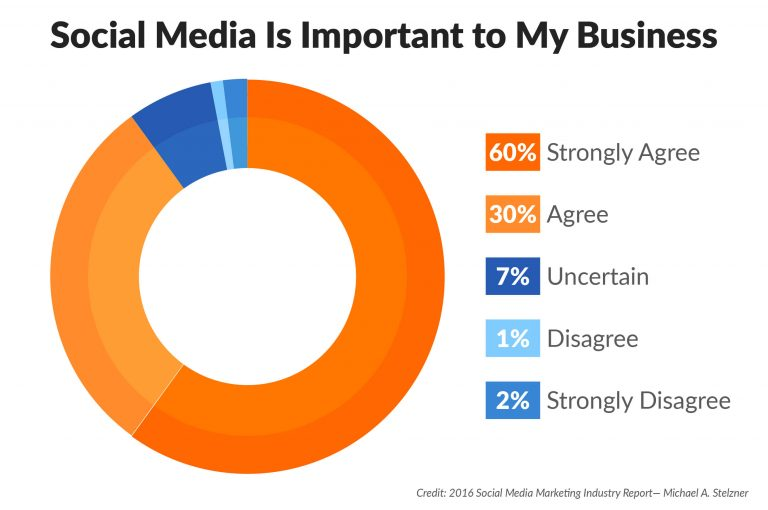 Social Media Is Important to My Business
60% Strongly Agree
30% Agree
7% Uncertain
1% Disagree
2% Strongly Disagree
Credit: 2016 Social Media Marketing Industry Report— Michael A. Stelzner